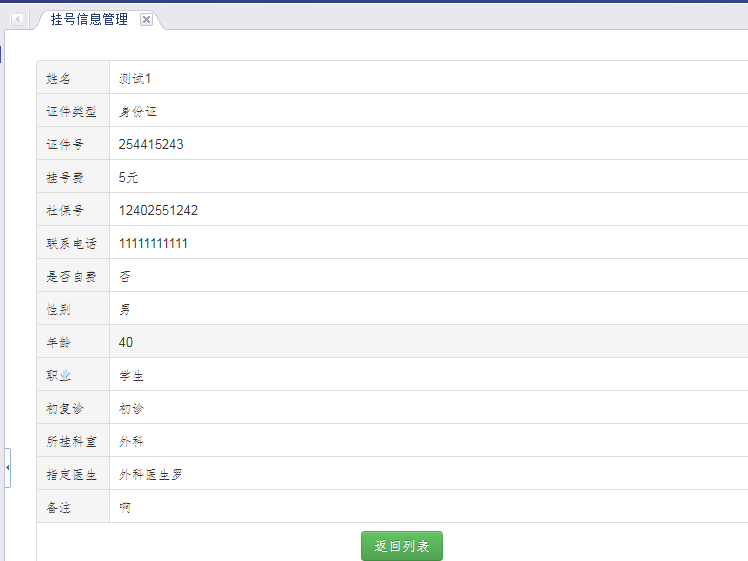 挂号信息管理
姓名 测试1
证件类型 身份证
证件号 254415243
挂号费 5元
社保号 12402551242
联系电话 11111111111
是否自费 否
性别 男
年龄 40
职业 学生
初复诊 初诊
所挂科室 外科
指定医生 外科医生罗
备注 啊
返回列表